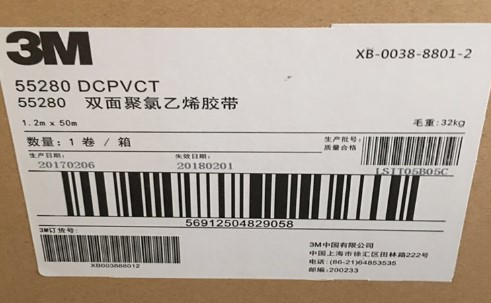 3M
XB-0038-8801-2
55280 DCPVCT
55280 双面聚氯乙烯胶带
1.2m x 50m
毛重:32kg
数量:1 卷 / 箱
生产批号:
质量合格
生产日期:
失效日期:
20170206
20180201
LSIT05B05C
56912504829058
3M订货号:
XB003888012
3M中国有限公司
中国上海市徐汇区田林路222号
电话:(86-21)64853535
邮编:200233